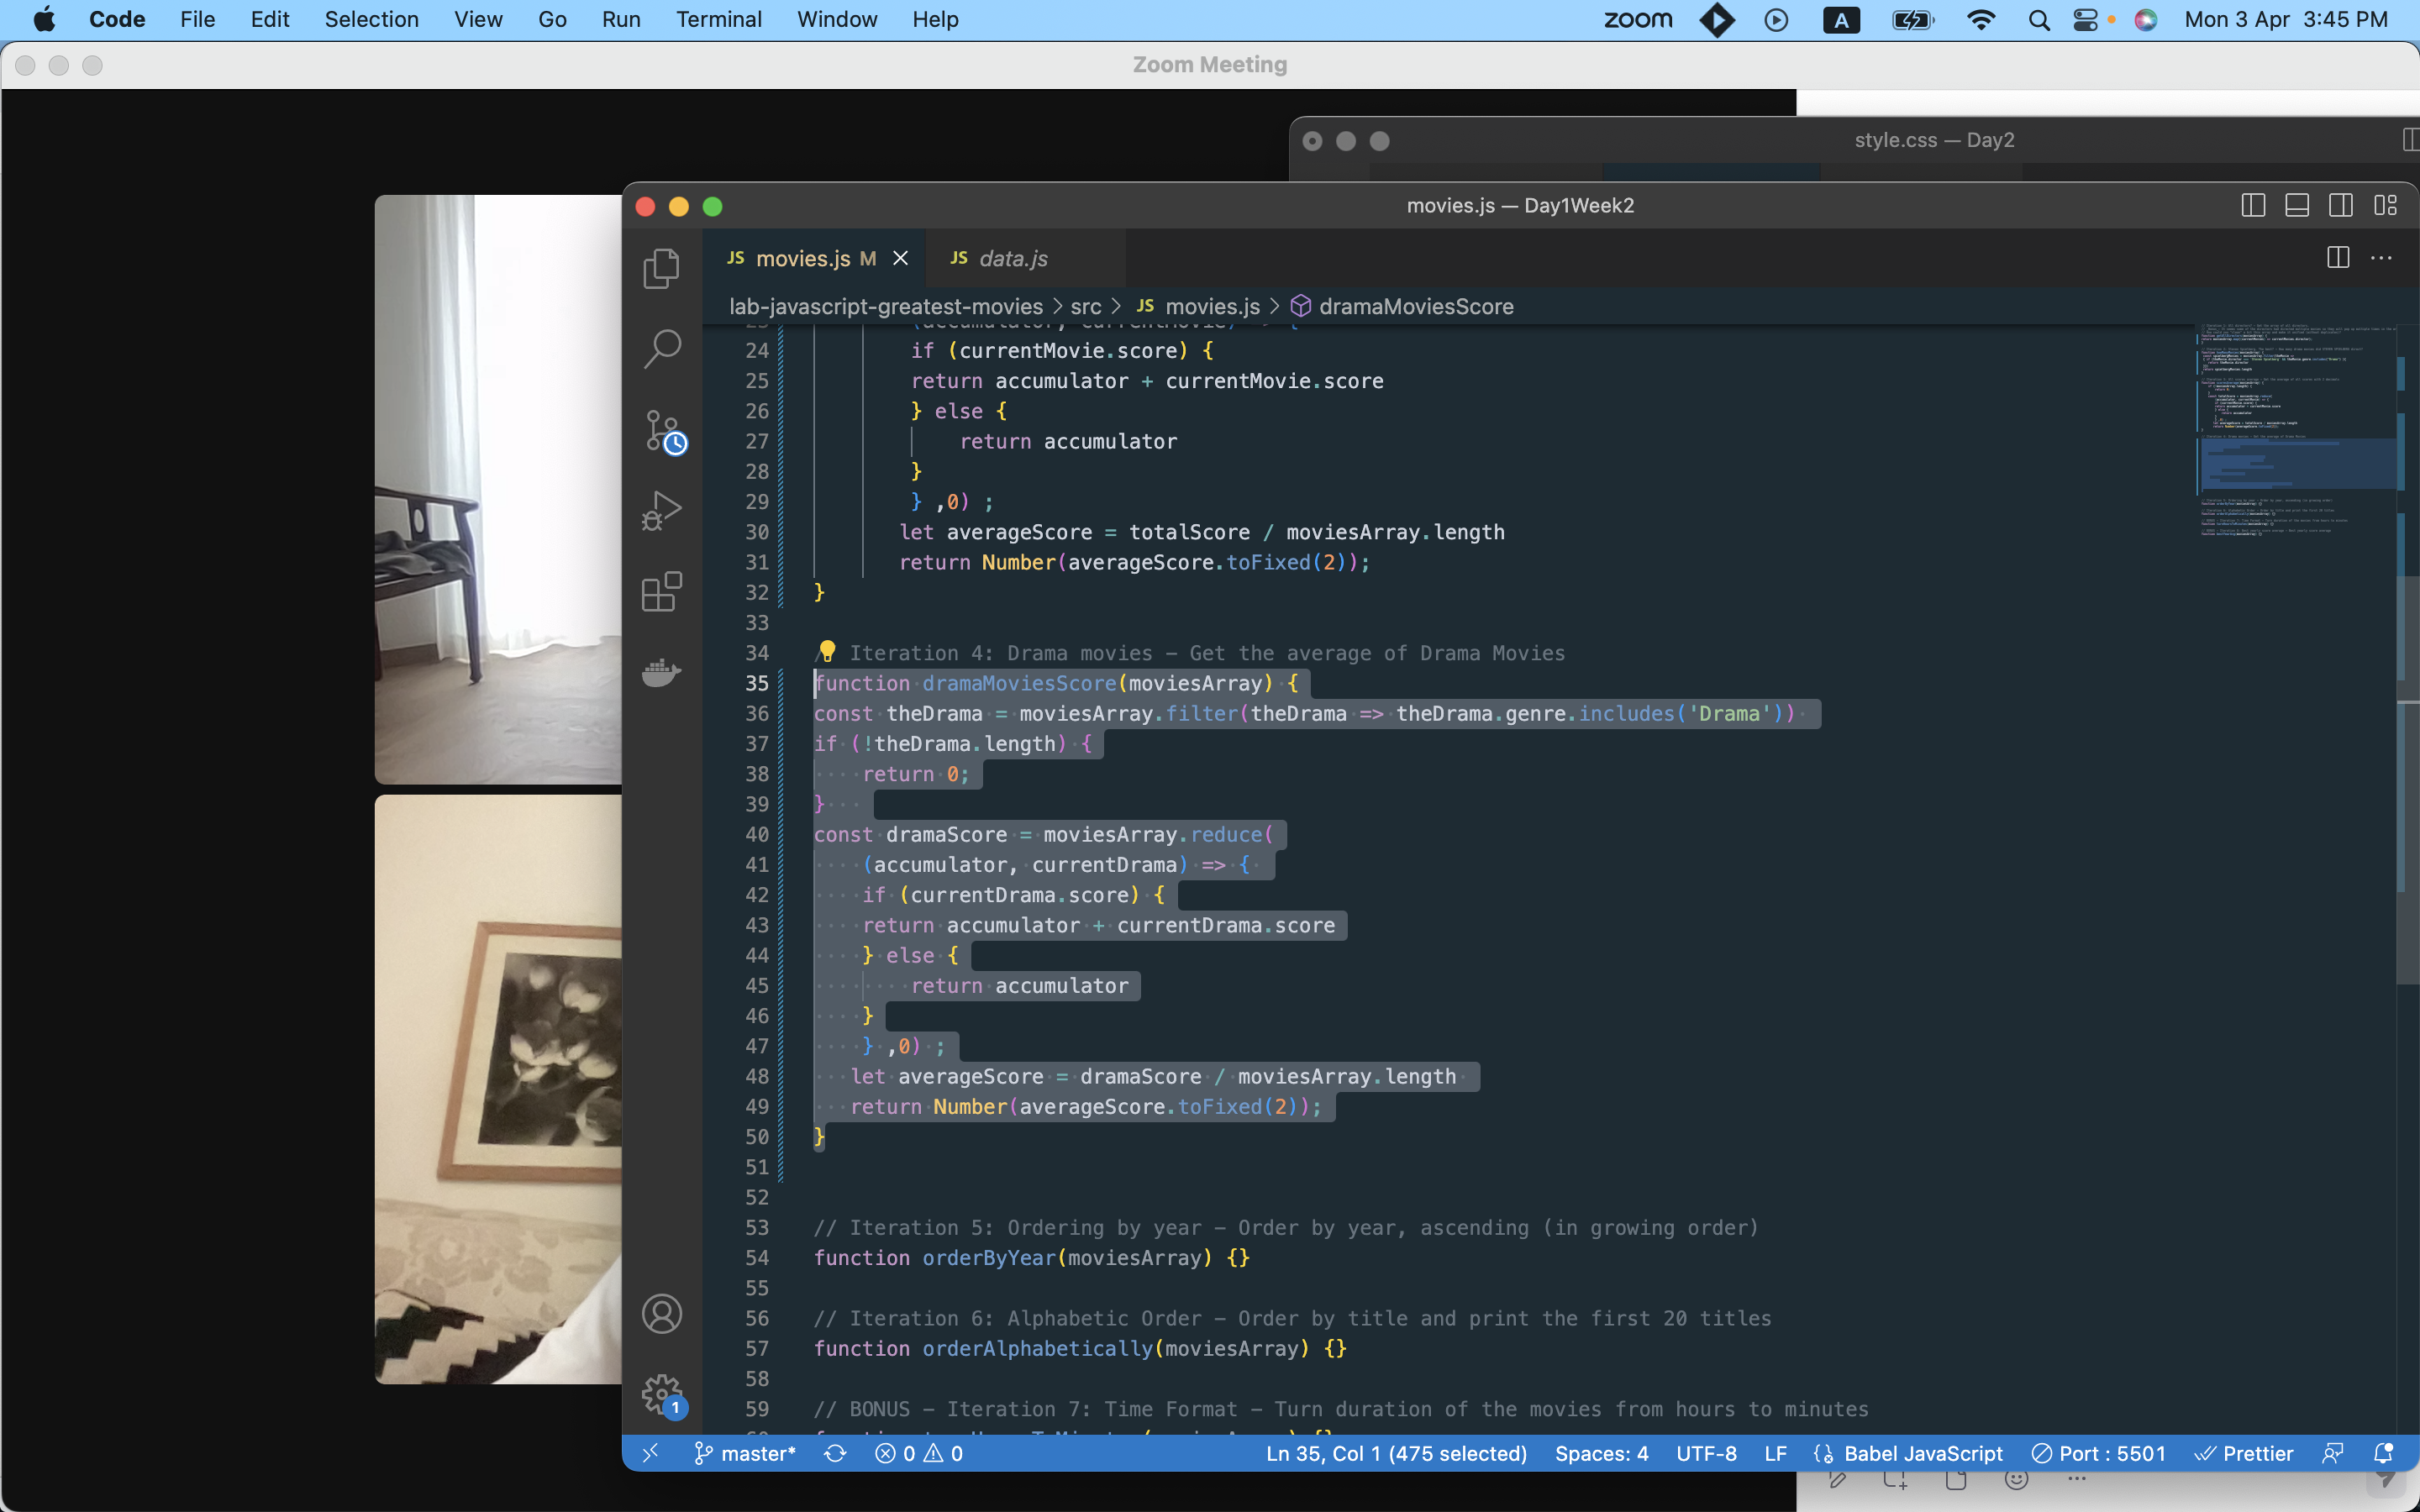 Code File Edit Selection View Go Run Terminal Window Help zoom A Mon 3 Apr 3:45 PM
Zoom Meeting
style.css — Day2
movies.js — Day1Week2
JS movies.js M JS data.js
lab-javascript-greatest-movies > src > JS movies.js > dramaMoviesScore
24 if (currentMovie.score) {
25 return accumulator + currentMovie.score
26 } else {
27 return accumulator
28 }
29 } ,0) ;
30 let averageScore = totalScore / moviesArray.length
31 return Number(averageScore.toFixed(2));
32 }
33
34 Iteration 4: Drama movies - Get the average of Drama Movies
35 function dramaMoviesScore(moviesArray) {
36 const theDrama = moviesArray.filter(theDrama => theDrama.genre.includes('Drama'))
37 if (!theDrama.length) {
38 return 0;
39 }
40 const dramaScore = moviesArray.reduce(
41 (accumulator, currentDrama) => {
42 if (currentDrama.score) {
43 return accumulator + currentDrama.score
44 } else {
45 return accumulator
46 }
47 } ,0) ;
48 let averageScore = dramaScore / moviesArray.length
49 return Number(averageScore.toFixed(2));
50 }
51
52
53 // Iteration 5: Ordering by year - Order by year, ascending (in growing order)
54 function orderByYear(moviesArray) {}
55
56 // Iteration 6: Alphabetic Order - Order by title and print the first 20 titles
57 function orderAlphabetically(moviesArray) {}
58
59 // BONUS - Iteration 7: Time Format - Turn duration of the movies from hours to minutes
1
master* 0 0 Ln 35, Col 1 (475 selected) Spaces: 4 UTF-8 LF Babel JavaScript Port : 5501 Prettier